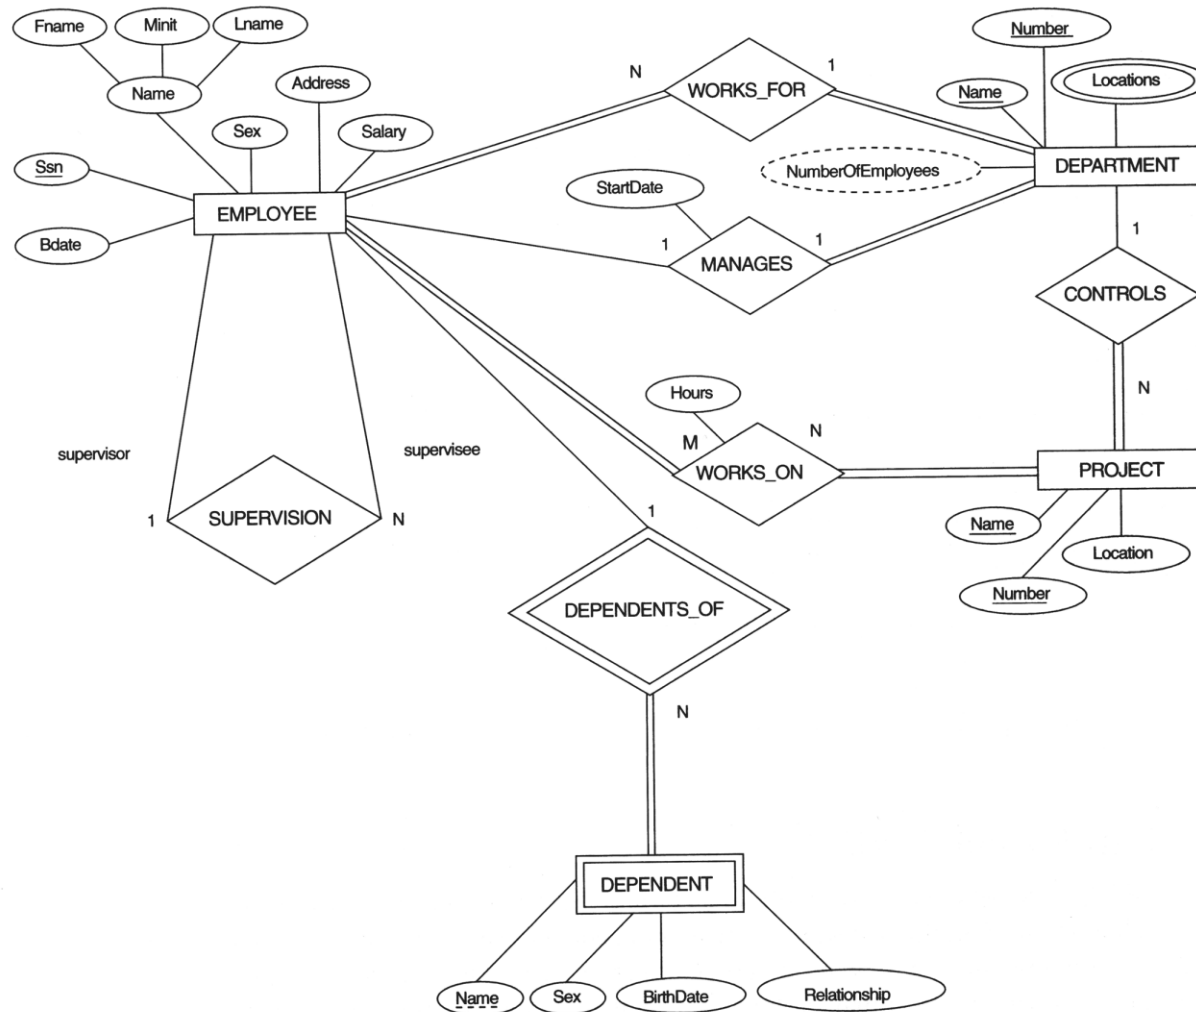 Fname
Minit
Lname
Number
Name
Address
N
1
WORKS_FOR
Locations
Name
Sex
Salary
Ssn
StartDate
NumberOfEmployees
DEPARTMENT
EMPLOYEE
Bdate
1
1
MANAGES
1
CONTROLS
Hours
N
M
N
supervisor
supervisee
WORKS_ON
PROJECT
1
SUPERVISION
N
1
Name
Location
Number
DEPENDENTS_OF
N
DEPENDENT
Name
Sex
BirthDate
Relationship